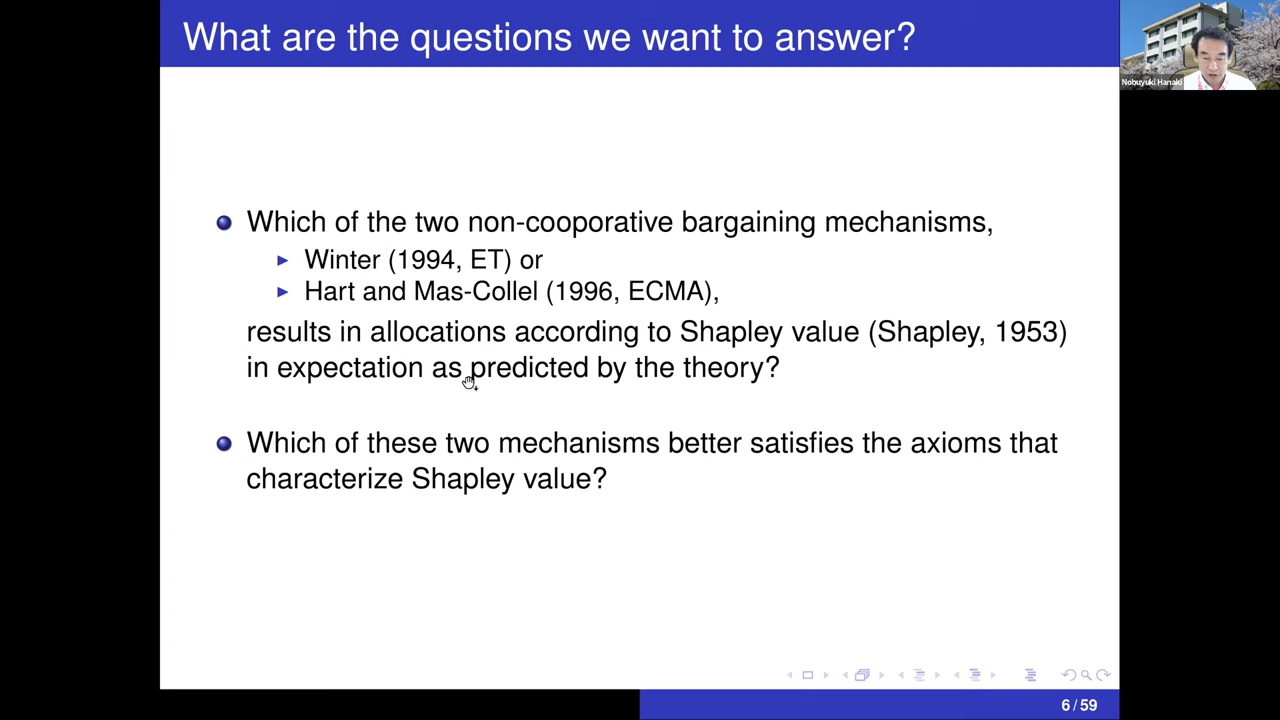 What are the questions we want to answer?
Nobuyuki Hanaki
Which of the two non-cooporative bargaining mechanisms,
Winter (1994, ET) or
Hart and Mas-Collel (1996, ECMA),
results in allocations according to Shapley value (Shapley, 1953)
in expectation as predicted by the theory?
Which of these two mechanisms better satisfies the axioms that
characterize Shapley value?
6 / 59